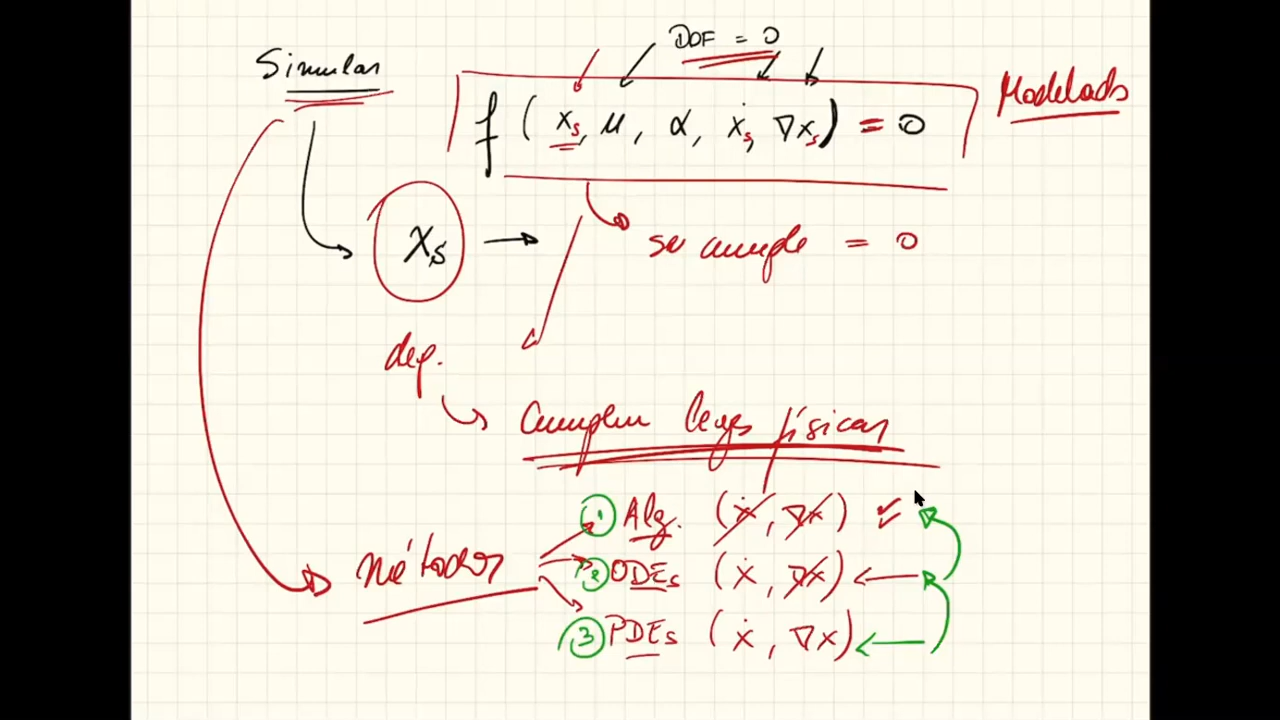 DOF = 0
Simular
Modelado
f ( xₛ, μ, α, ẋₛ, ∇xₛ ) = 0
xₛ
se cumple = 0
dep.
Cumplen leyes físicas
① Alg. (ẋ, ∇x)
Métodos
② ODEs (ẋ, ∇x)
③ PDEs (ẋ, ∇x)